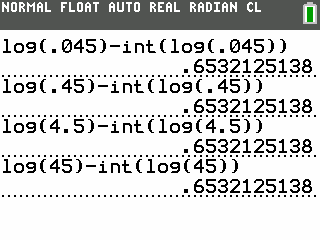 NORMAL FLOAT AUTO REAL RADIAN CL
log(.045)-int(log(.045))
.6532125138
log(.45)-int(log(.45))
.6532125138
log(4.5)-int(log(4.5))
.6532125138
log(45)-int(log(45))
.6532125138